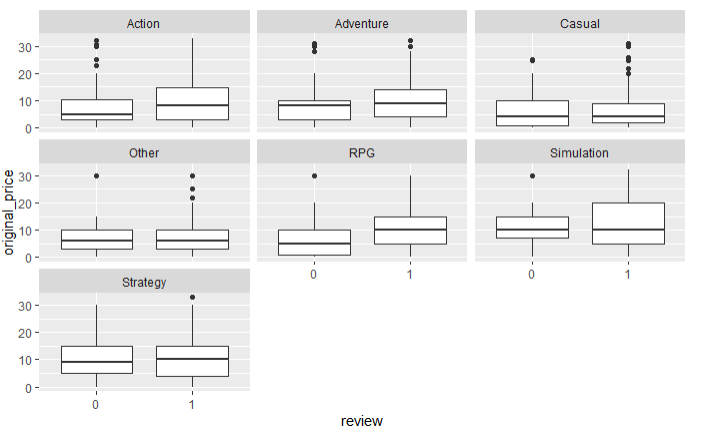 Action Adventure Casual
30
20
10
0
Other RPG Simulation
30
20
10
0
0 1 0 1
Strategy
30
20
10
0
0 1
original_price
review